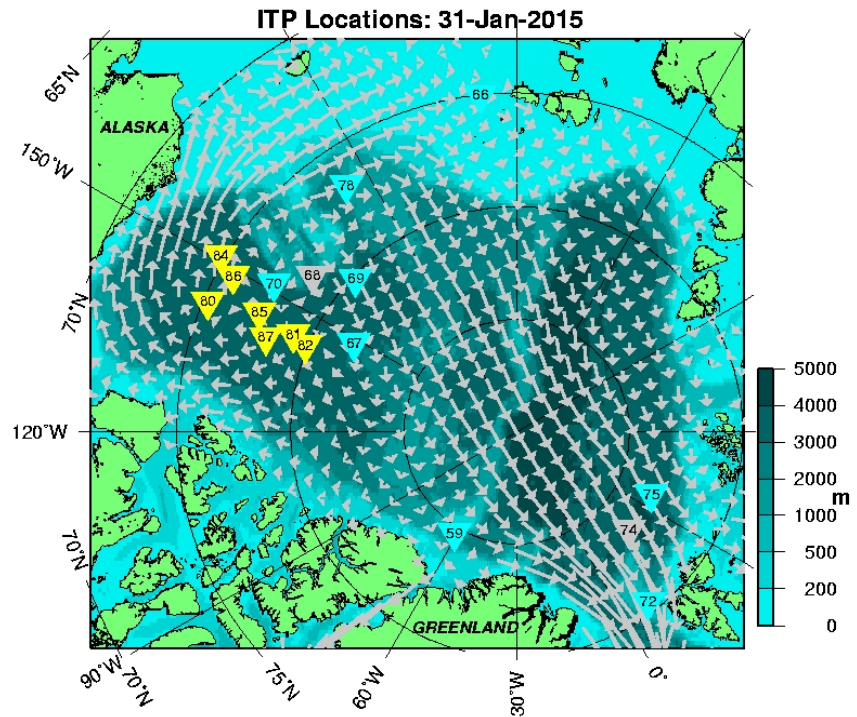 ITP Locations: 31-Jan-2015
65°N
66
ALASKA
150°W
78
84
86
70
68
69
80
85
70°N
87
81
82
67
5000
4000
120°W
3000
2000
75
m
1000
59
74
500
70°N
200
72
0
GREENLAND
90°W
70°N
75°N
60°W
30°W
0°